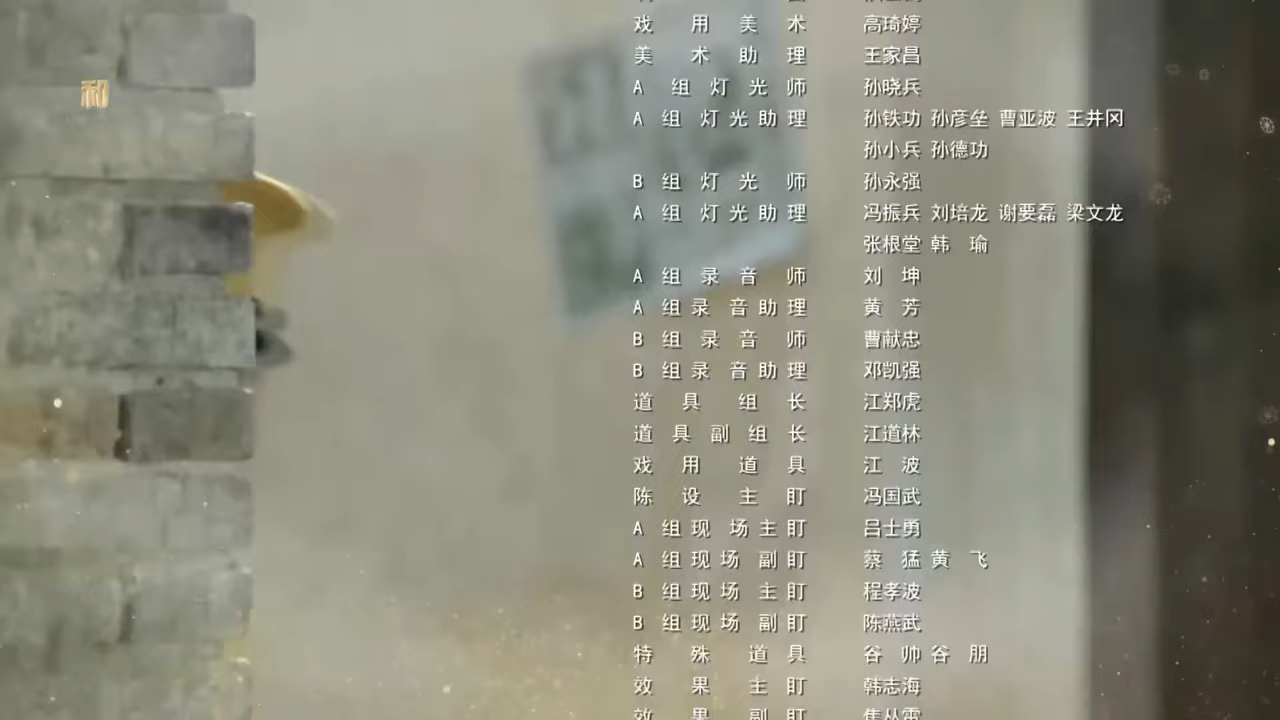 和
戏用美术 高琦婷
美术助理 王家昌
A组灯光师 孙晓兵
A组灯光助理 孙铁功 孙彦垒 曹亚波 王井冈
孙小兵 孙德功
B组灯光师 孙永强
A组灯光助理 冯振兵 刘培龙 谢要磊 梁文龙
张根堂 韩瑜
A组录音师 刘坤
A组录音助理 黄芳
B组录音师 曹献忠
B组录音助理 邓凯强
道具组长 江郑虎
道具副组长 江道林
戏用道具 江波
陈设主盯 冯国武
A组现场主盯 吕士勇
A组现场副盯 蔡猛 黄飞
B组现场主盯 程孝波
B组现场副盯 陈燕武
特殊道具 谷帅 谷朋
效果主盯 韩志海
效果副盯